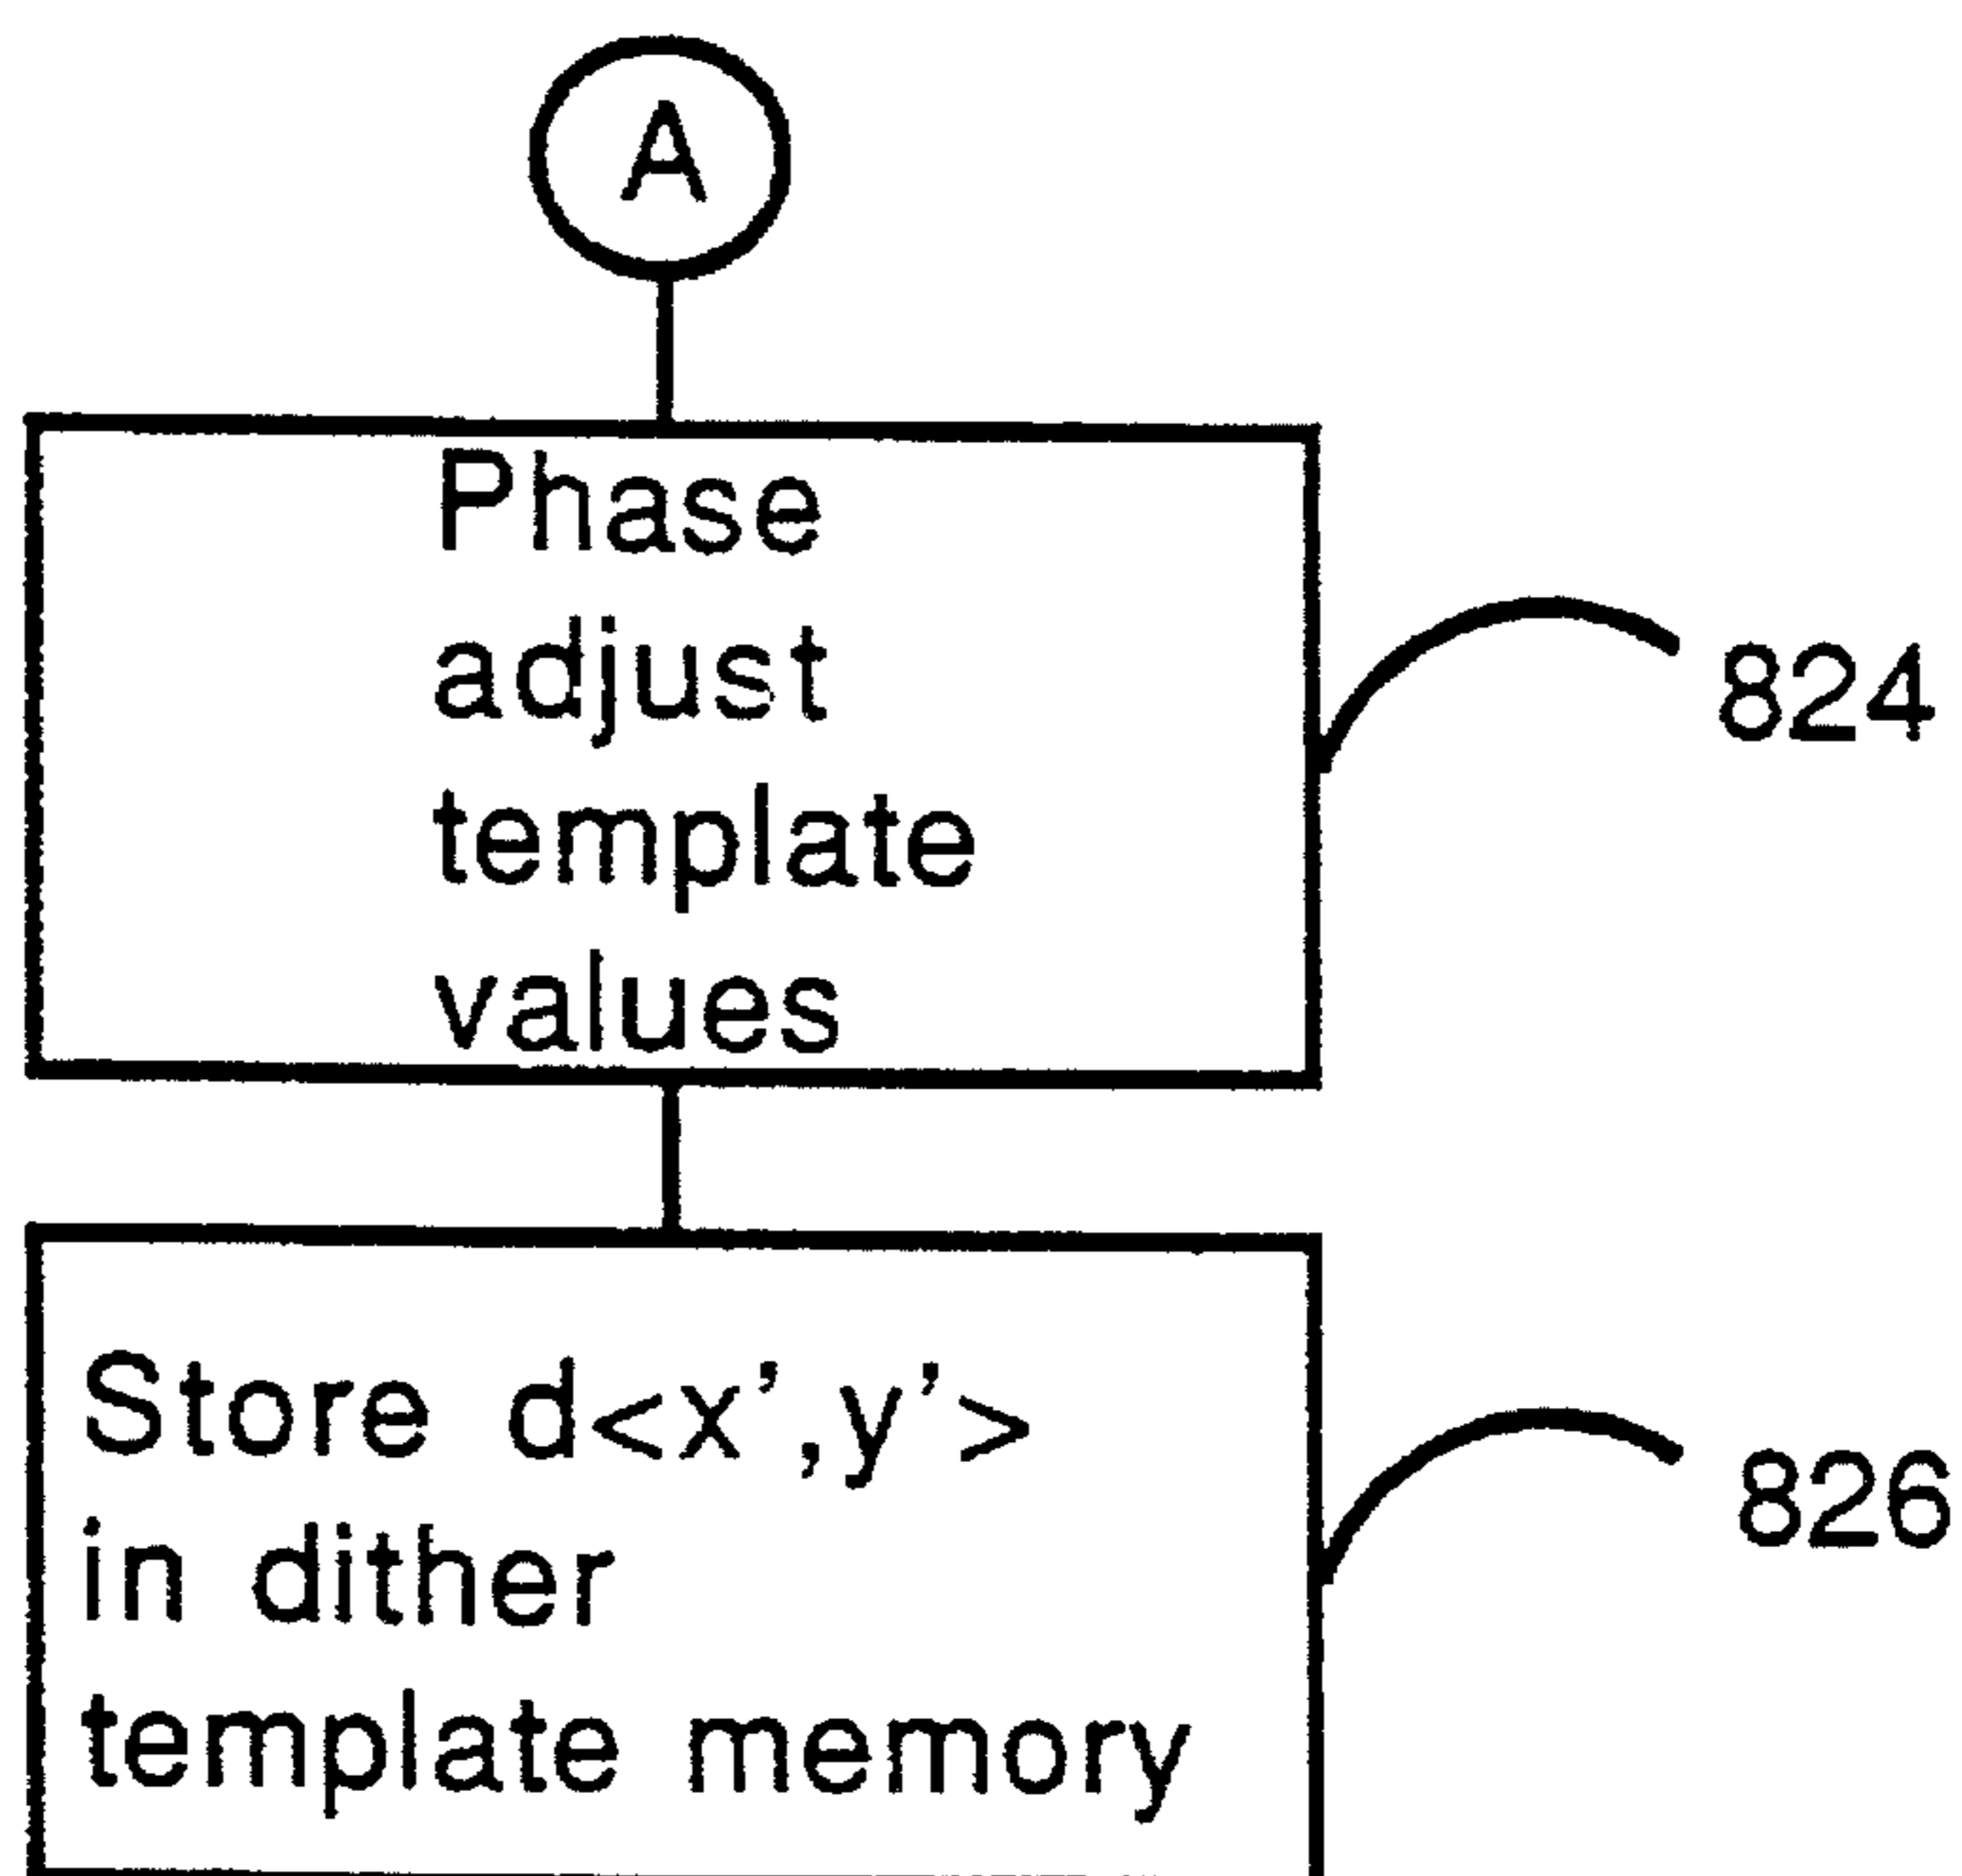 A
Phase
adjust
template
values
824
Store d<x’,y’>
in dither
template memory
826